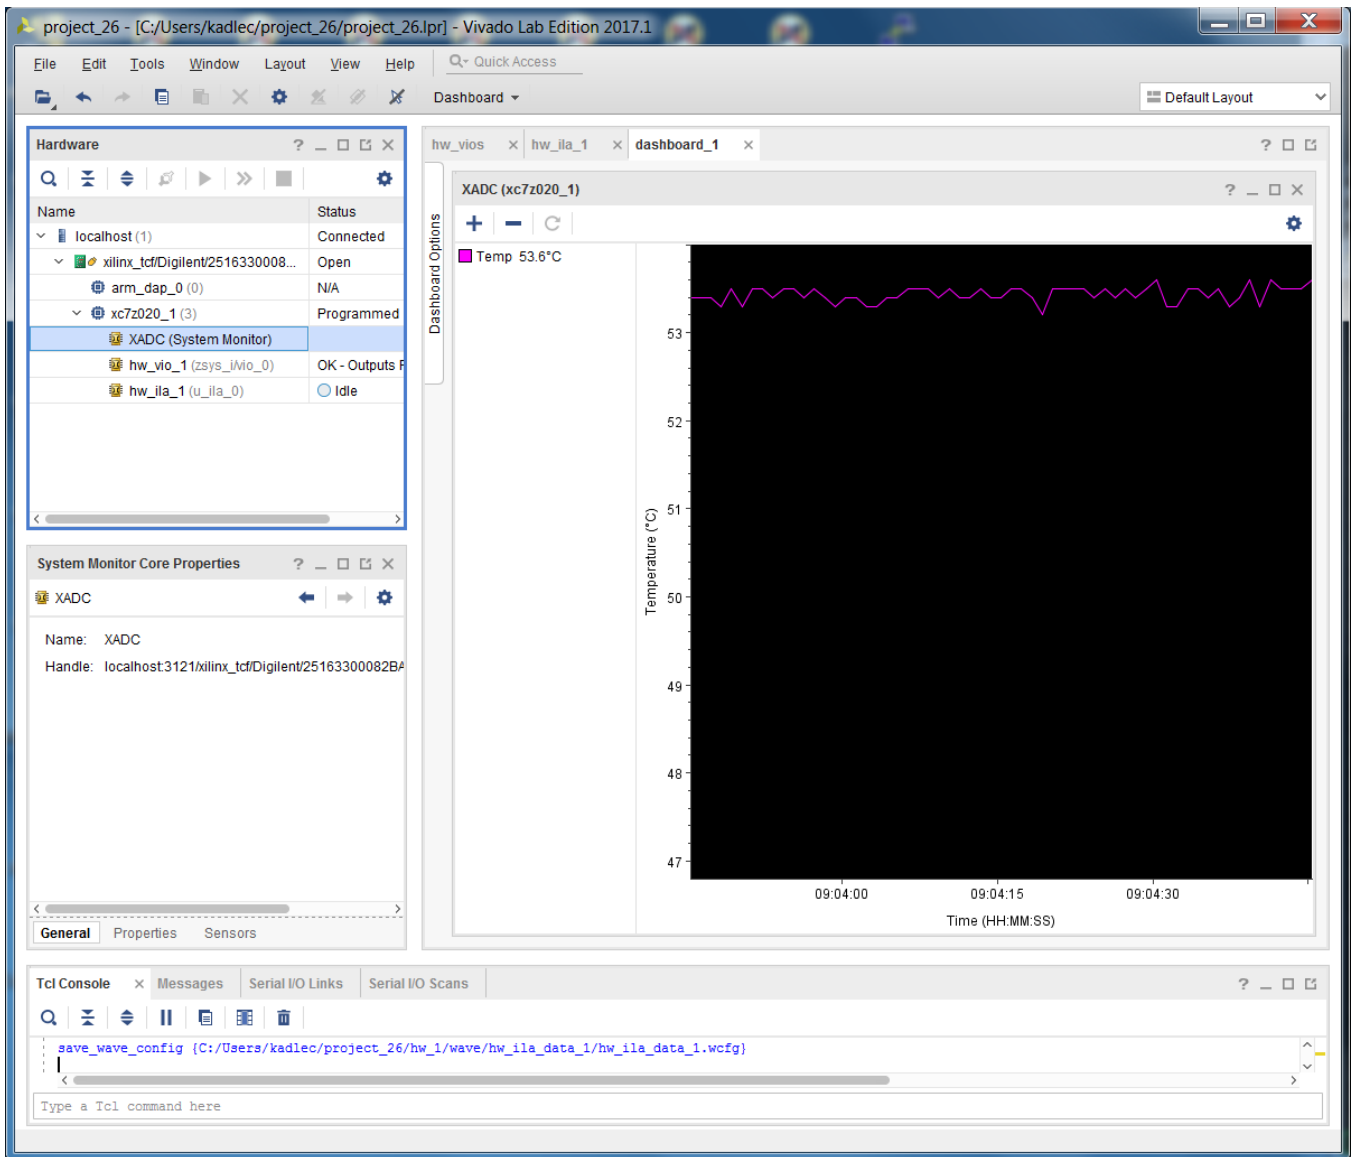 project_26 - [C:/Users/kadlec/project_26/project_26.lpr] - Vivado Lab Edition 2017.1
File Edit Tools Window Layout View Help Quick Access
Dashboard
Default Layout
Hardware
Name Status
localhost (1) Connected
xilinx_tcf/Digilent/2516330008... Open
arm_dap_0 (0) N/A
xc7z020_1 (3) Programmed
XADC (System Monitor)
hw_vio_1 (zsys_i/vio_0) OK - Outputs R
hw_ila_1 (u_ila_0) Idle
System Monitor Core Properties
XADC
Name: XADC
Handle: localhost:3121/xilinx_tcf/Digilent/25163300082BA
General Properties Sensors
hw_vios hw_ila_1 dashboard_1
Dashboard Options
XADC (xc7z020_1)
Temp 53.6°C
Temperature (°C)
53
52
51
50
49
48
47
09:04:00 09:04:15 09:04:30
Time (HH:MM:SS)
Tcl Console Messages Serial I/O Links Serial I/O Scans
save_wave_config {C:/Users/kadlec/project_26/hw_1/wave/hw_ila_data_1/hw_ila_data_1.wcfg}
Type a Tcl command here